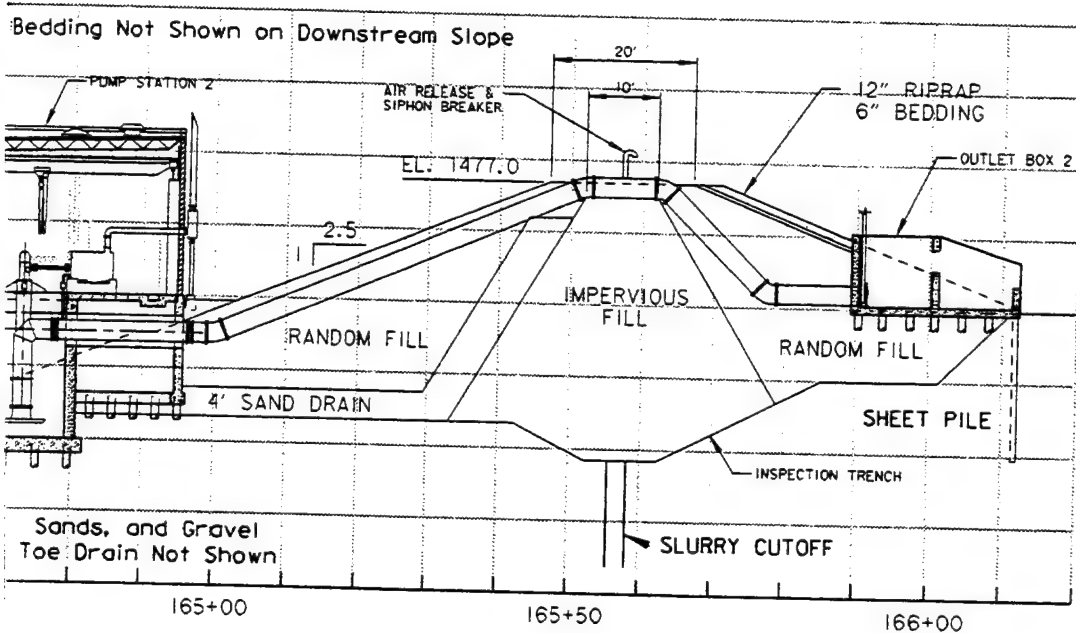 Bedding Not Shown on Downstream Slope
PUMP STATION 2
20'
10'
AIR RELEASE &
SIPHON BREAKER
12" RIPRAP
6" BEDDING
EL. 1477.0
OUTLET BOX 2
2.5
1
IMPERVIOUS
FILL
RANDOM FILL
RANDOM FILL
4' SAND DRAIN
SHEET PILE
INSPECTION TRENCH
Sands, and Gravel
Toe Drain Not Shown
SLURRY CUTOFF
165+00
165+50
166+00